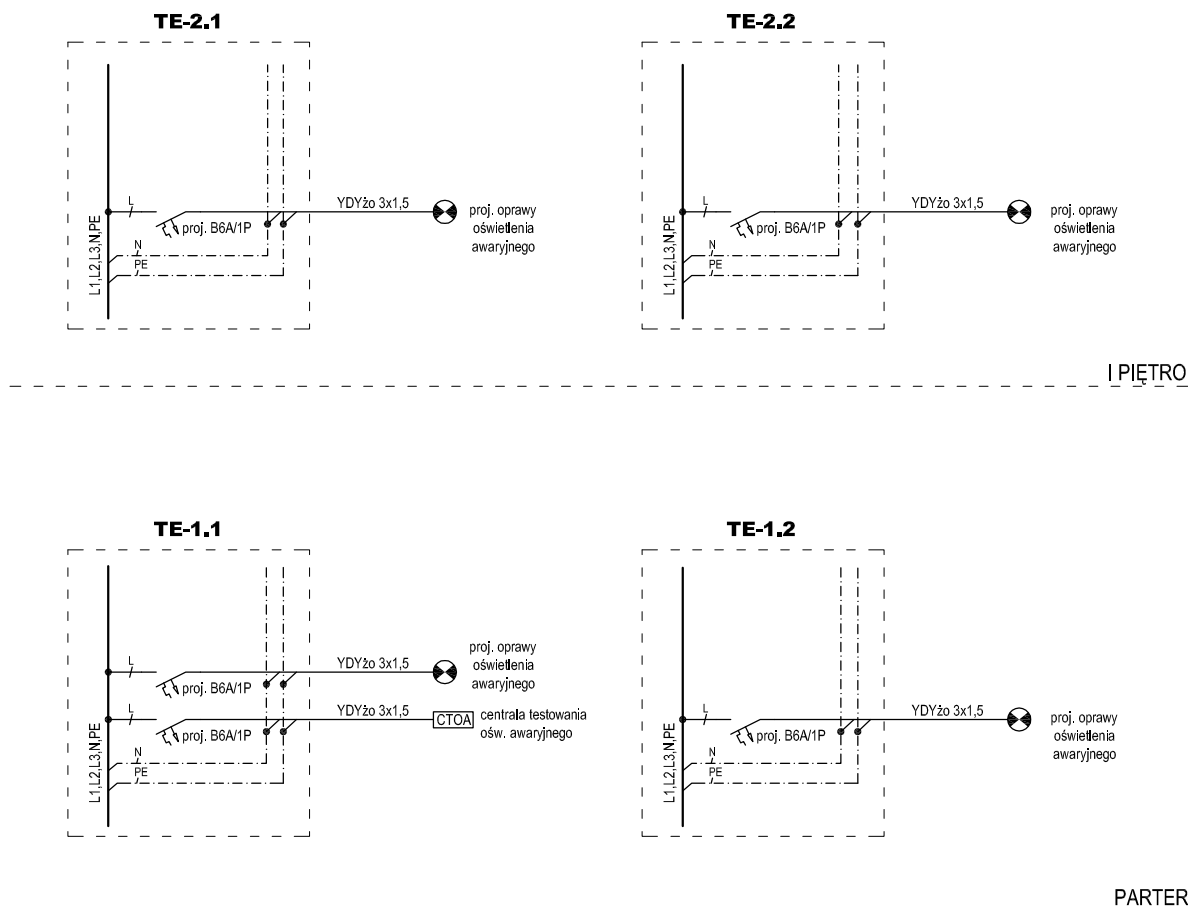 TE-2.1
L1,L2,L3,N,PE
L
proj. B6A/1P
N
PE
YDYżo 3x1,5
proj. oprawy
oświetlenia
awaryjnego
TE-2.2
L1,L2,L3,N,PE
L
proj. B6A/1P
N
PE
YDYżo 3x1,5
proj. oprawy
oświetlenia
awaryjnego
I PIĘTRO
TE-1.1
L
proj. B6A/1P
YDYżo 3x1,5
proj. oprawy
oświetlenia
awaryjnego
L1,L2,L3,N,PE
L
proj. B6A/1P
N
PE
YDYżo 3x1,5
CTOA
centrala testowania
ośw. awaryjnego
TE-1.2
L1,L2,L3,N,PE
L
proj. B6A/1P
N
PE
YDYżo 3x1,5
proj. oprawy
oświetlenia
awaryjnego
PARTER